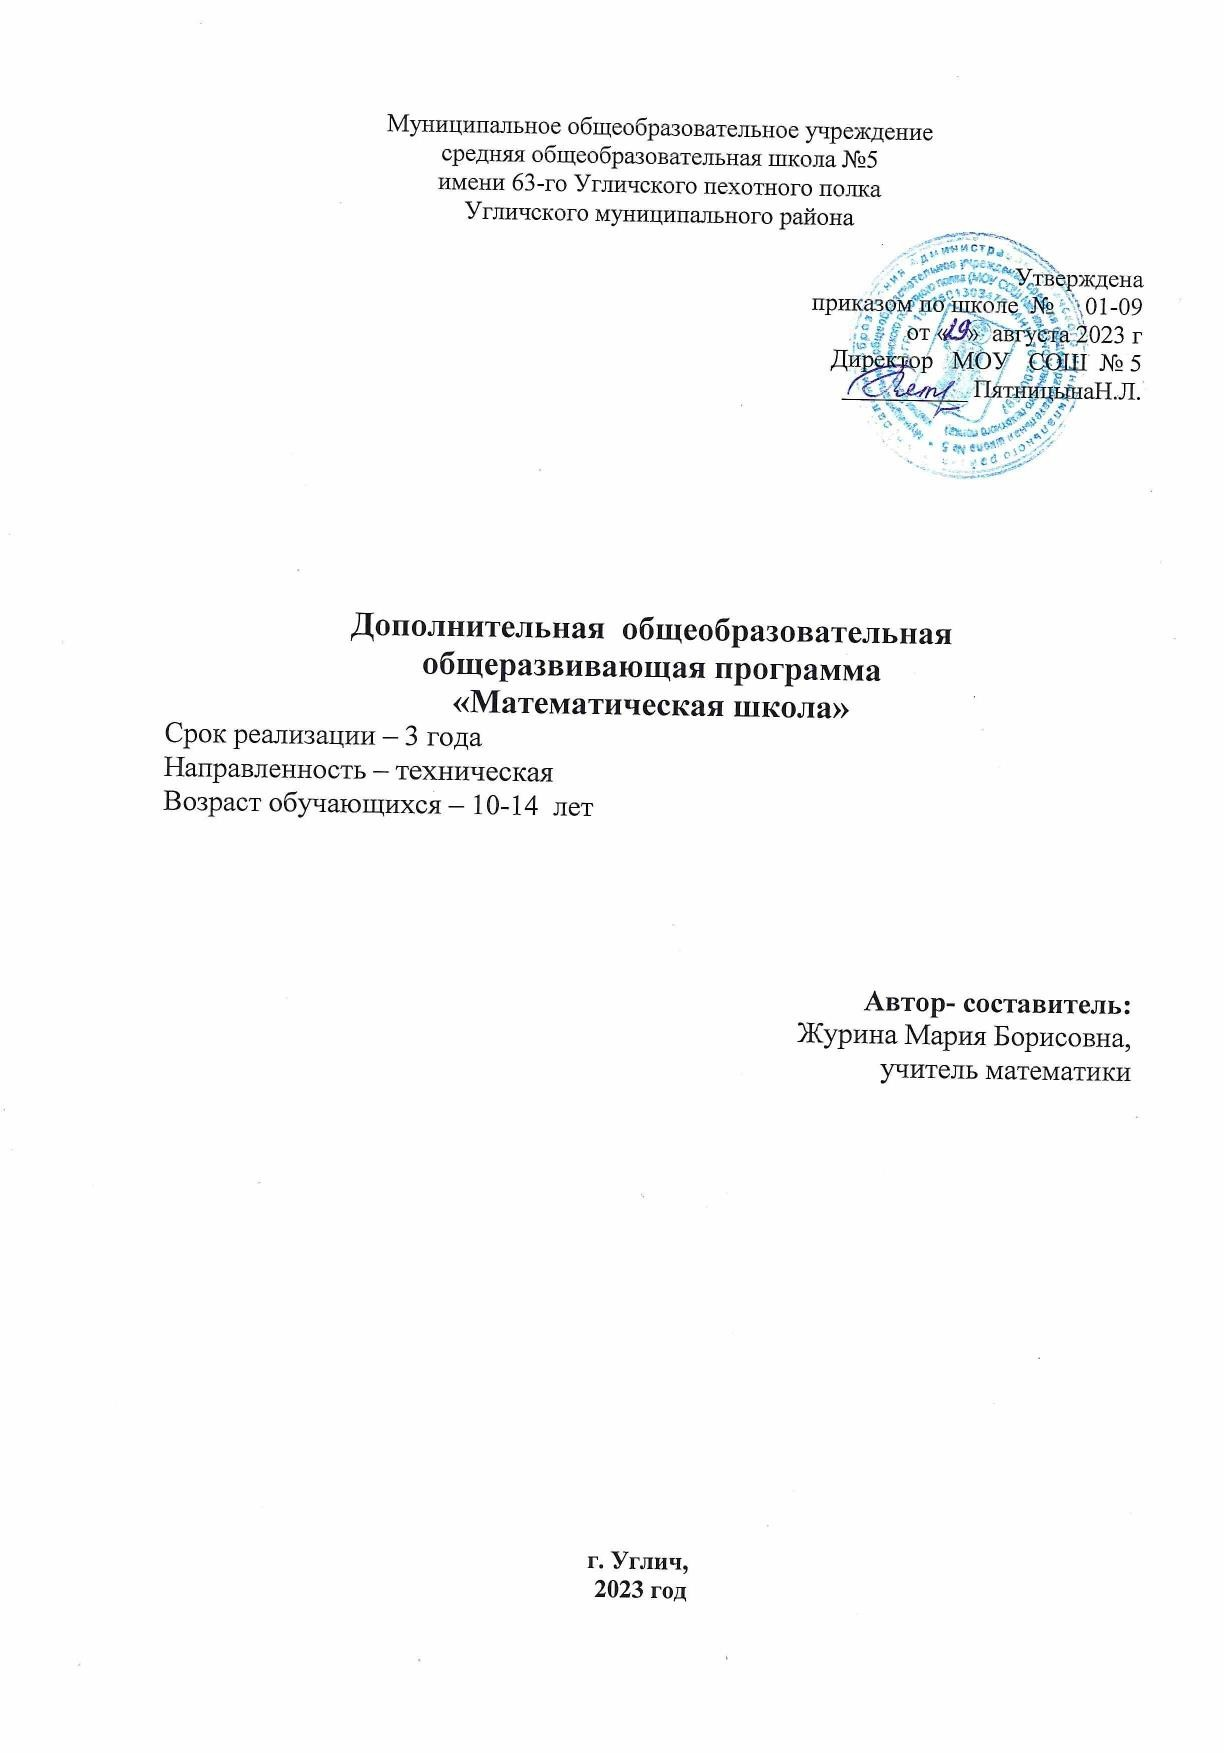 Муниципальное общеобразовательное учреждение
средняя общеобразовательная школа №5
имени 63-го Угличского пехотного полка
Угличского муниципального района
Утверждена
приказом по школе № 01-09
от « » августа 2023 г
Директор МОУ СОШ № 5
ПятницынаН.Л.
Дополнительная общеобразовательная
общеразвивающая программа
«Математическая школа»
Срок реализации – 3 года
Направленность – техническая
Возраст обучающихся – 10-14 лет
Автор- составитель:
Журина Мария Борисовна,
учитель математики
г. Углич,
2023 год